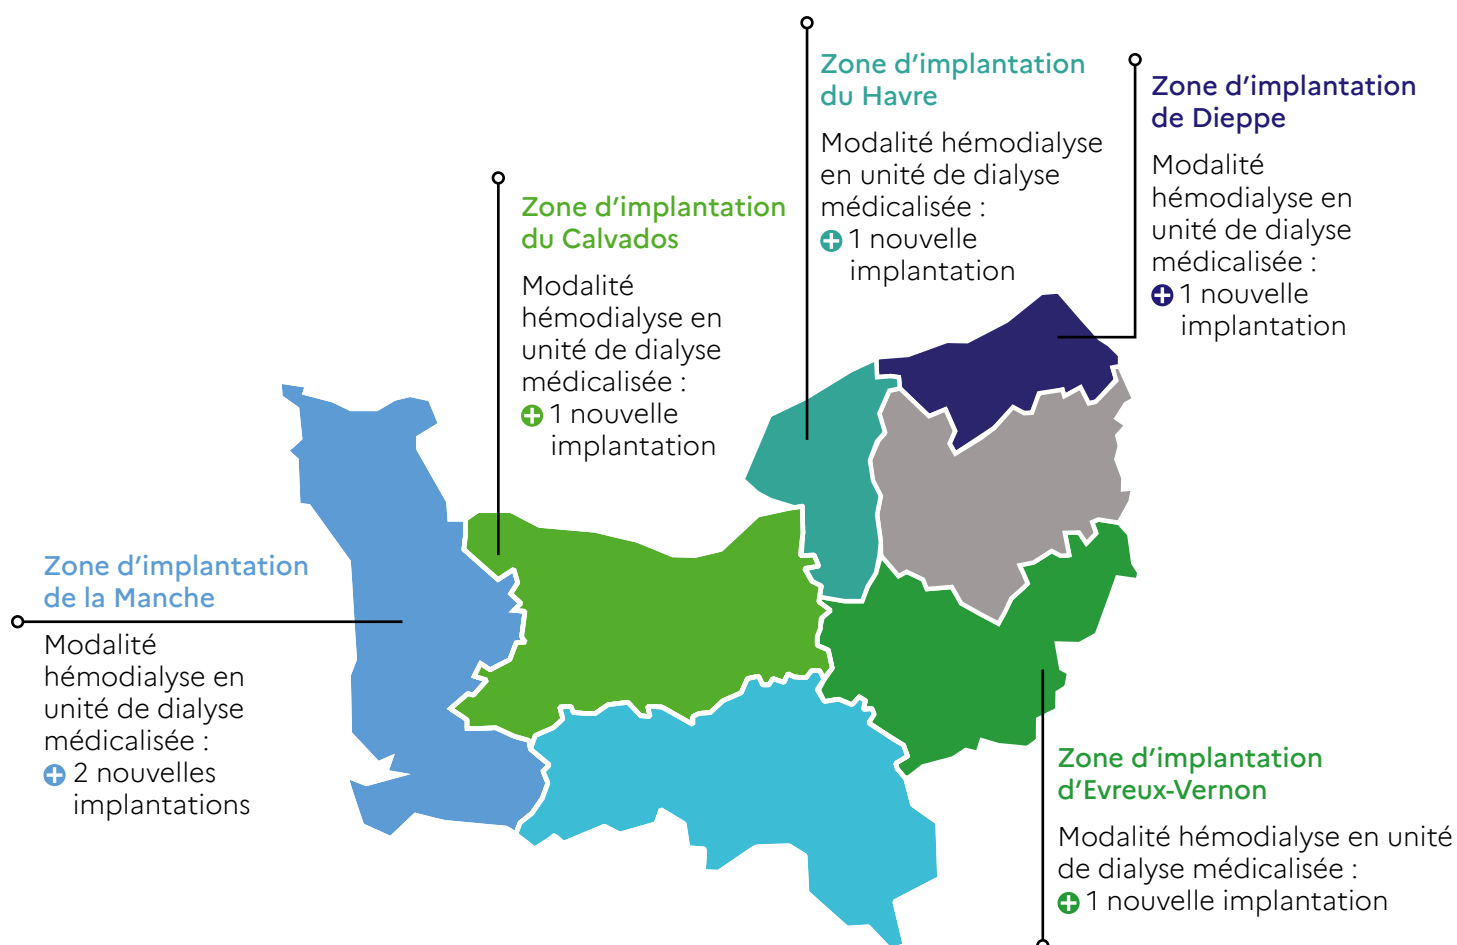 Zone d’implantation
du Havre
Modalité hémodialyse
en unité de dialyse
médicalisée :
1 nouvelle
implantation
Zone d’implantation
de Dieppe
Modalité
hémodialyse en
unité de dialyse
médicalisée :
1 nouvelle
implantation
Zone d’implantation
du Calvados
Modalité
hémodialyse en
unité de dialyse
médicalisée :
1 nouvelle
implantation
Zone d’implantation
de la Manche
Modalité
hémodialyse en
unité de dialyse
médicalisée :
2 nouvelles
implantations
Zone d’implantation
d’Evreux-Vernon
Modalité hémodialyse en unité
de dialyse médicalisée :
1 nouvelle implantation